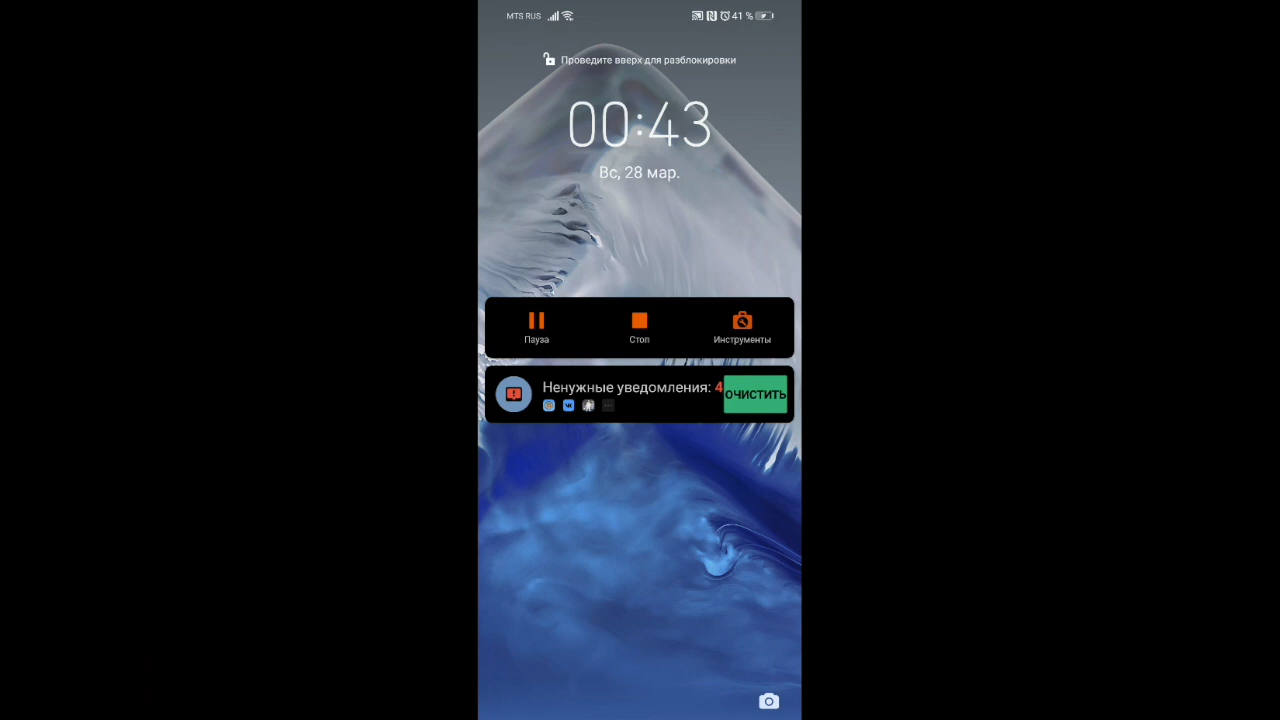 MTS RUS
41 %
Проведите вверх для разблокировки
00:43
Вс, 28 мар.
Пауза
Стоп
Инструменты
Ненужные уведомления: 4
ОЧИСТИТЬ